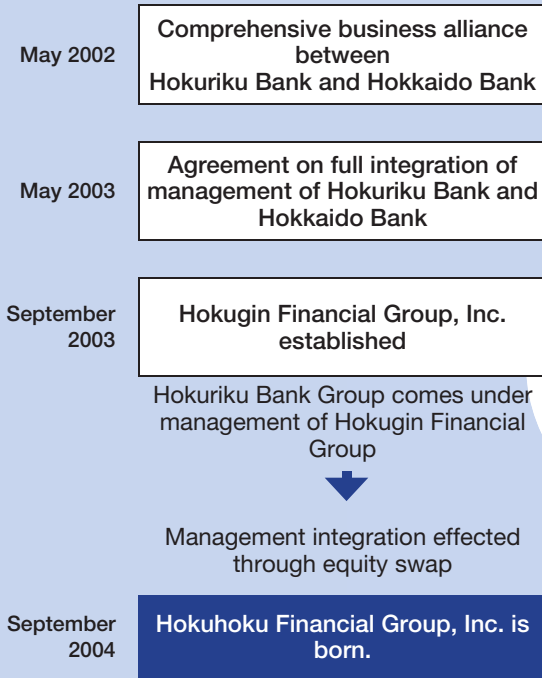 May 2002
Comprehensive business alliance
between
Hokuriku Bank and Hokkaido Bank
May 2003
Agreement on full integration of
management of Hokuriku Bank and
Hokkaido Bank
September
2003
Hokugin Financial Group, Inc.
established
Hokuriku Bank Group comes under
management of Hokugin Financial
Group
Management integration effected
through equity swap
September
2004
Hokuhoku Financial Group, Inc. is
born.